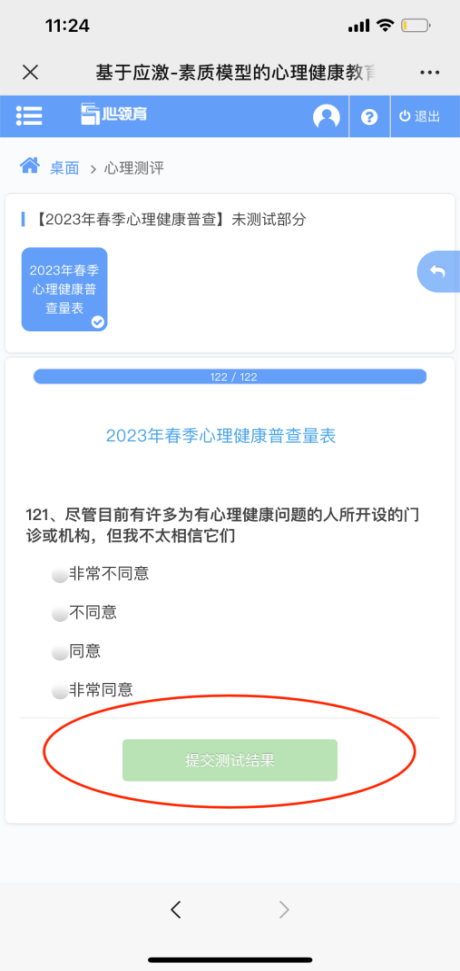 11:24
基于应激-素质模型的心理健康教育
心领育
退出
桌面 > 心理测评
【2023年春季心理健康普查】未测试部分
2023年春季
心理健康普
查量表
122 / 122
2023年春季心理健康普查量表
121、尽管目前有许多为有心理健康问题的人所开设的门
诊或机构，但我不太相信它们
非常不同意
不同意
同意
非常同意
提交测试结果